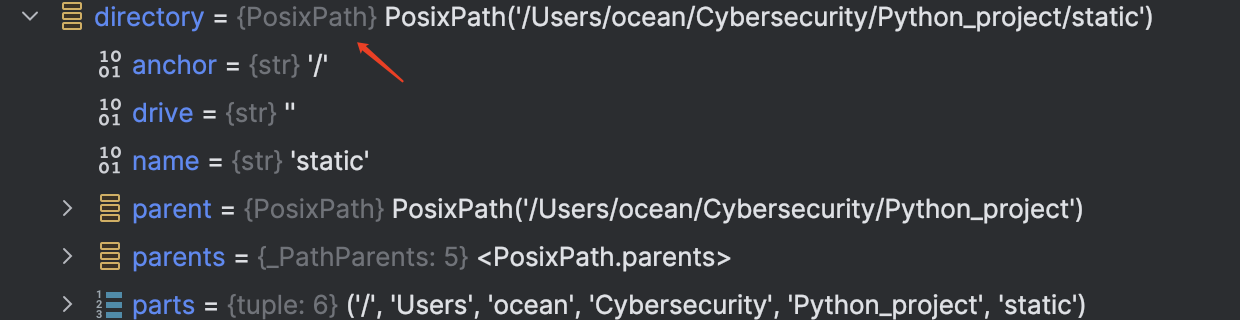 directory = {PosixPath} PosixPath('/Users/ocean/Cybersecurity/Python_project/static')
anchor = {str} '/'
drive = {str} ''
name = {str} 'static'
parent = {PosixPath} PosixPath('/Users/ocean/Cybersecurity/Python_project')
parents = {_PathParents: 5} <PosixPath.parents>
parts = {tuple: 6} ('/', 'Users', 'ocean', 'Cybersecurity', 'Python_project', 'static')